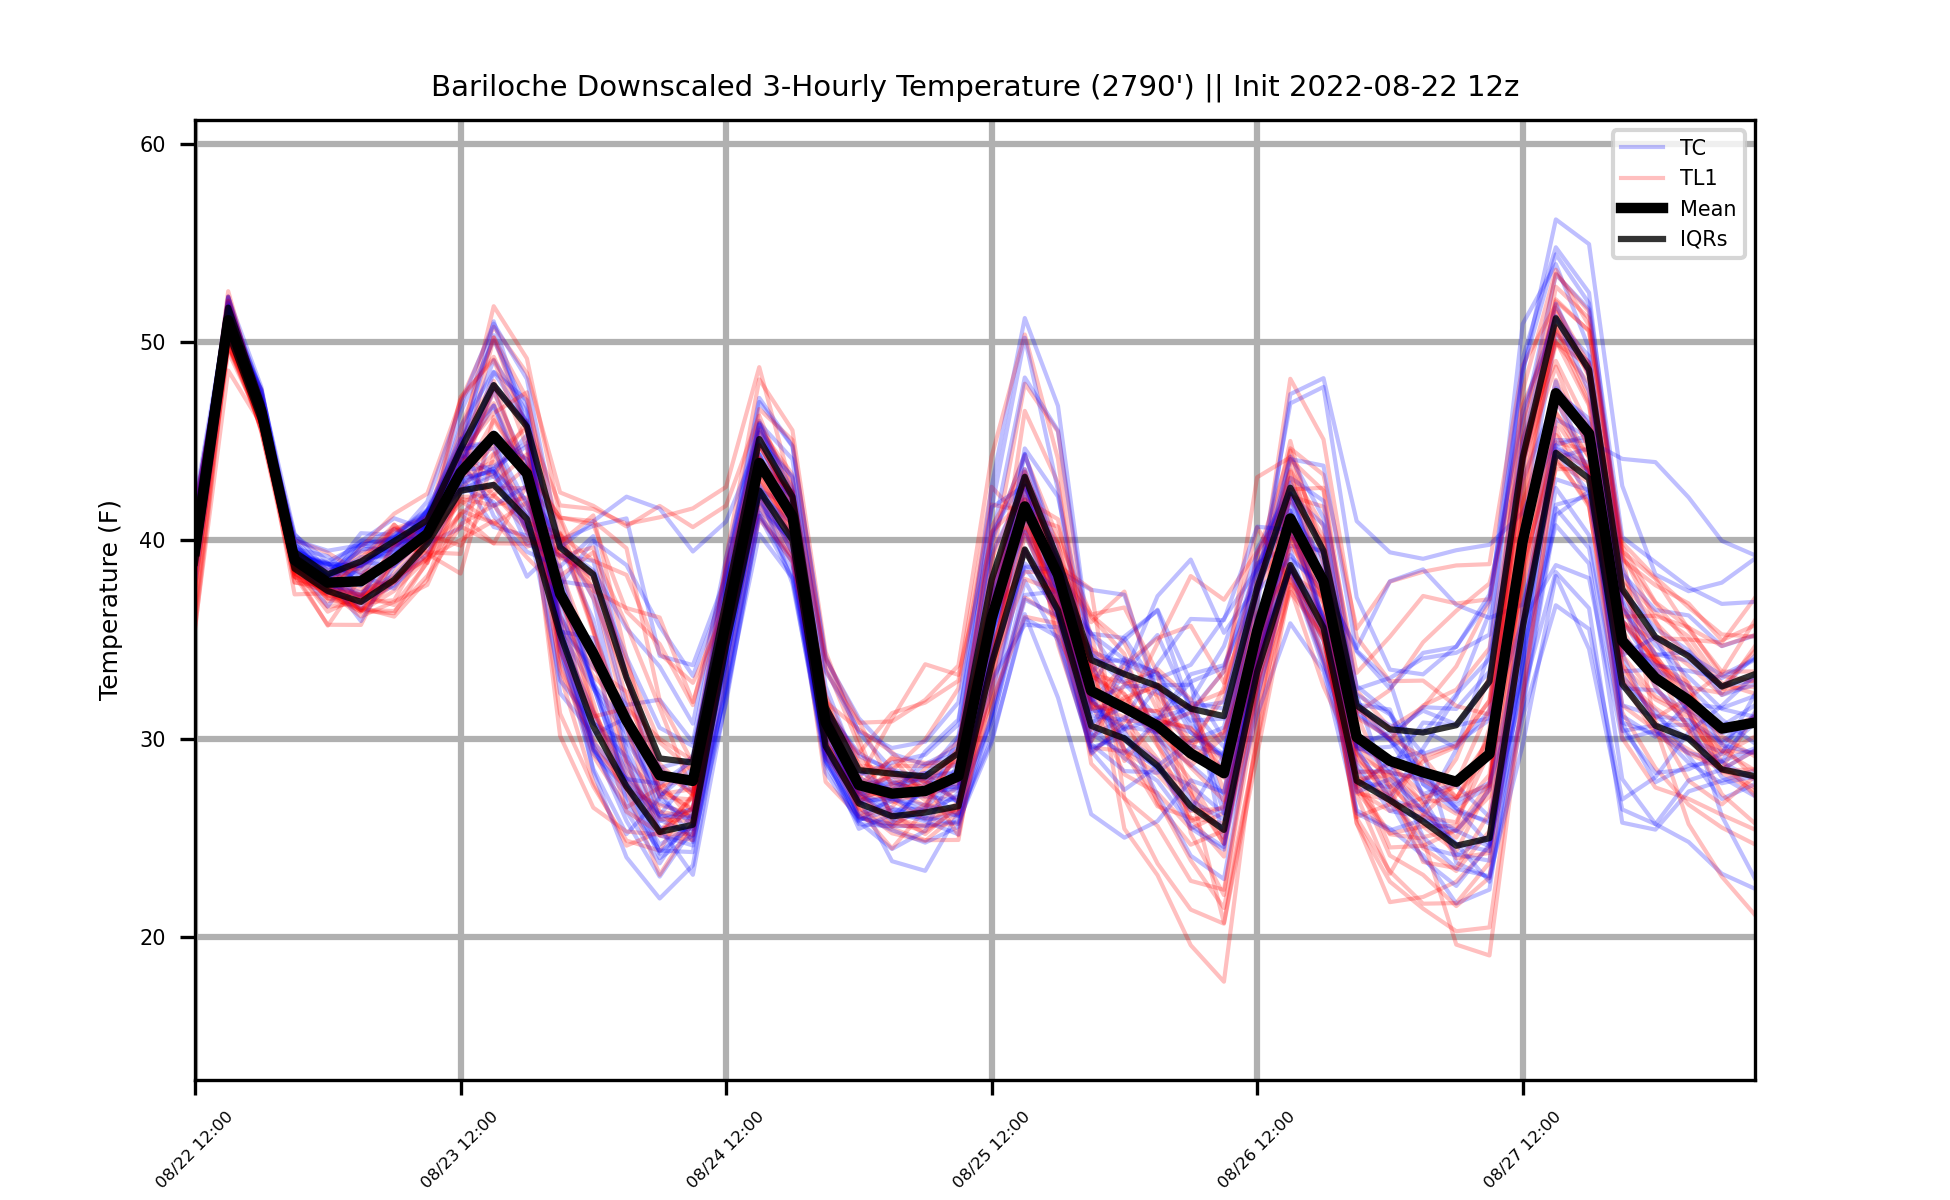 Bariloche Downscaled 3-Hourly Temperature (2790') || Init 2022-08-22 12z
TC
TL1
Mean
IQRs
Temperature (F)
60
50
40
30
20
08/22 12:00
08/23 12:00
08/24 12:00
08/25 12:00
08/26 12:00
08/27 12:00